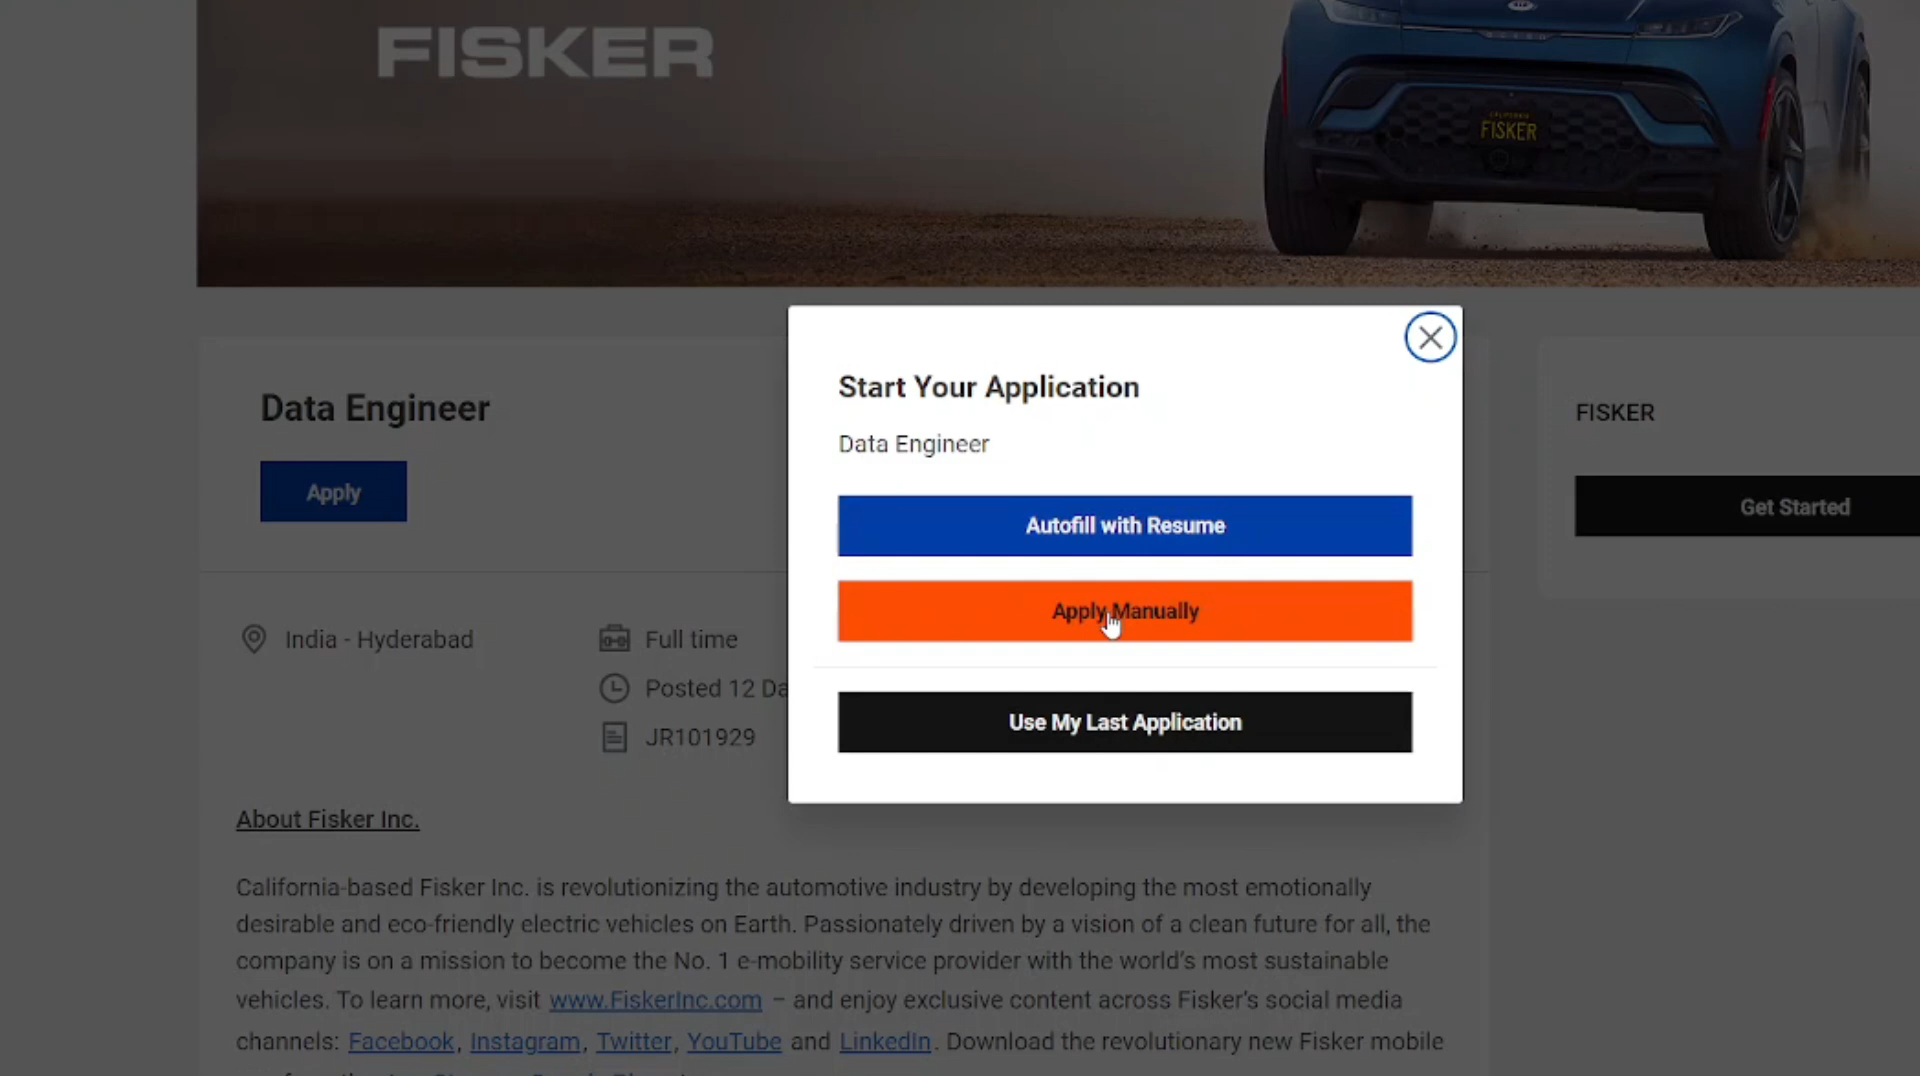 FISKER
CALIFORNIA
FISKER
Data Engineer
Apply
Start Your Application
Data Engineer
Autofill with Resume
Apply Manually
Use My Last Application
FISKER
Get Started
India - Hyderabad
Full time
Posted 12
JR101929
About Fisker Inc.
California-based Fisker Inc. is revolutionizing the automotive industry by developing the most emotionally
desirable and eco-friendly electric vehicles on Earth. Passionately driven by a vision of a clean future for all, the
company is on a mission to become the No. 1 e-mobility service provider with the world’s most sustainable
vehicles. To learn more, visit www.FiskerInc.com – and enjoy exclusive content across Fisker’s social media
channels: Facebook, Instagram, Twitter, YouTube and LinkedIn. Download the revolutionary new Fisker mobile